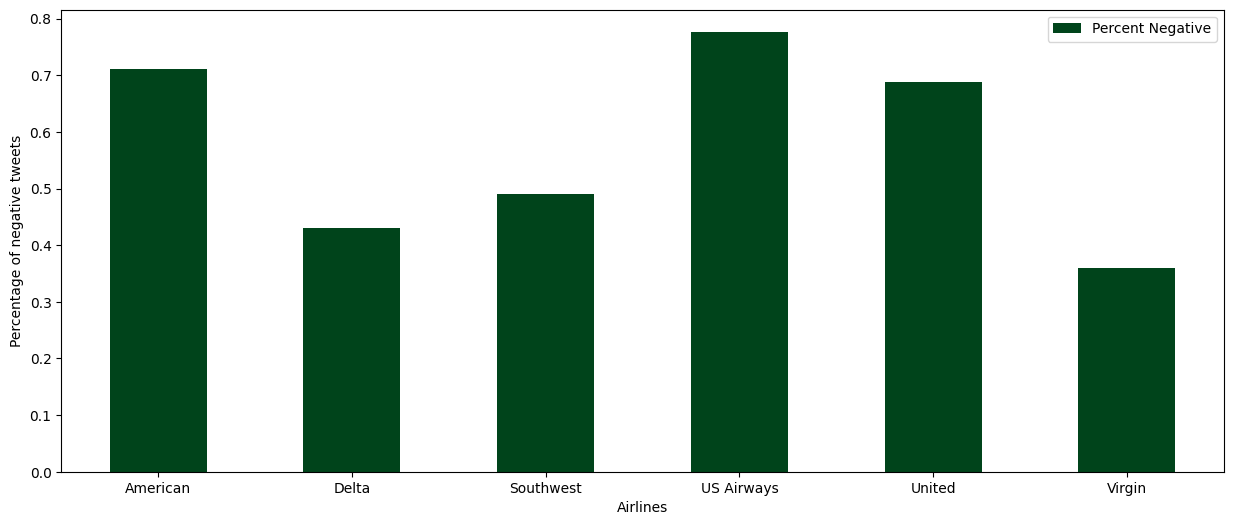 Percent Negative
Percentage of negative tweets
0.8
0.7
0.6
0.5
0.4
0.3
0.2
0.1
0.0
American Delta Southwest US Airways United Virgin
Airlines